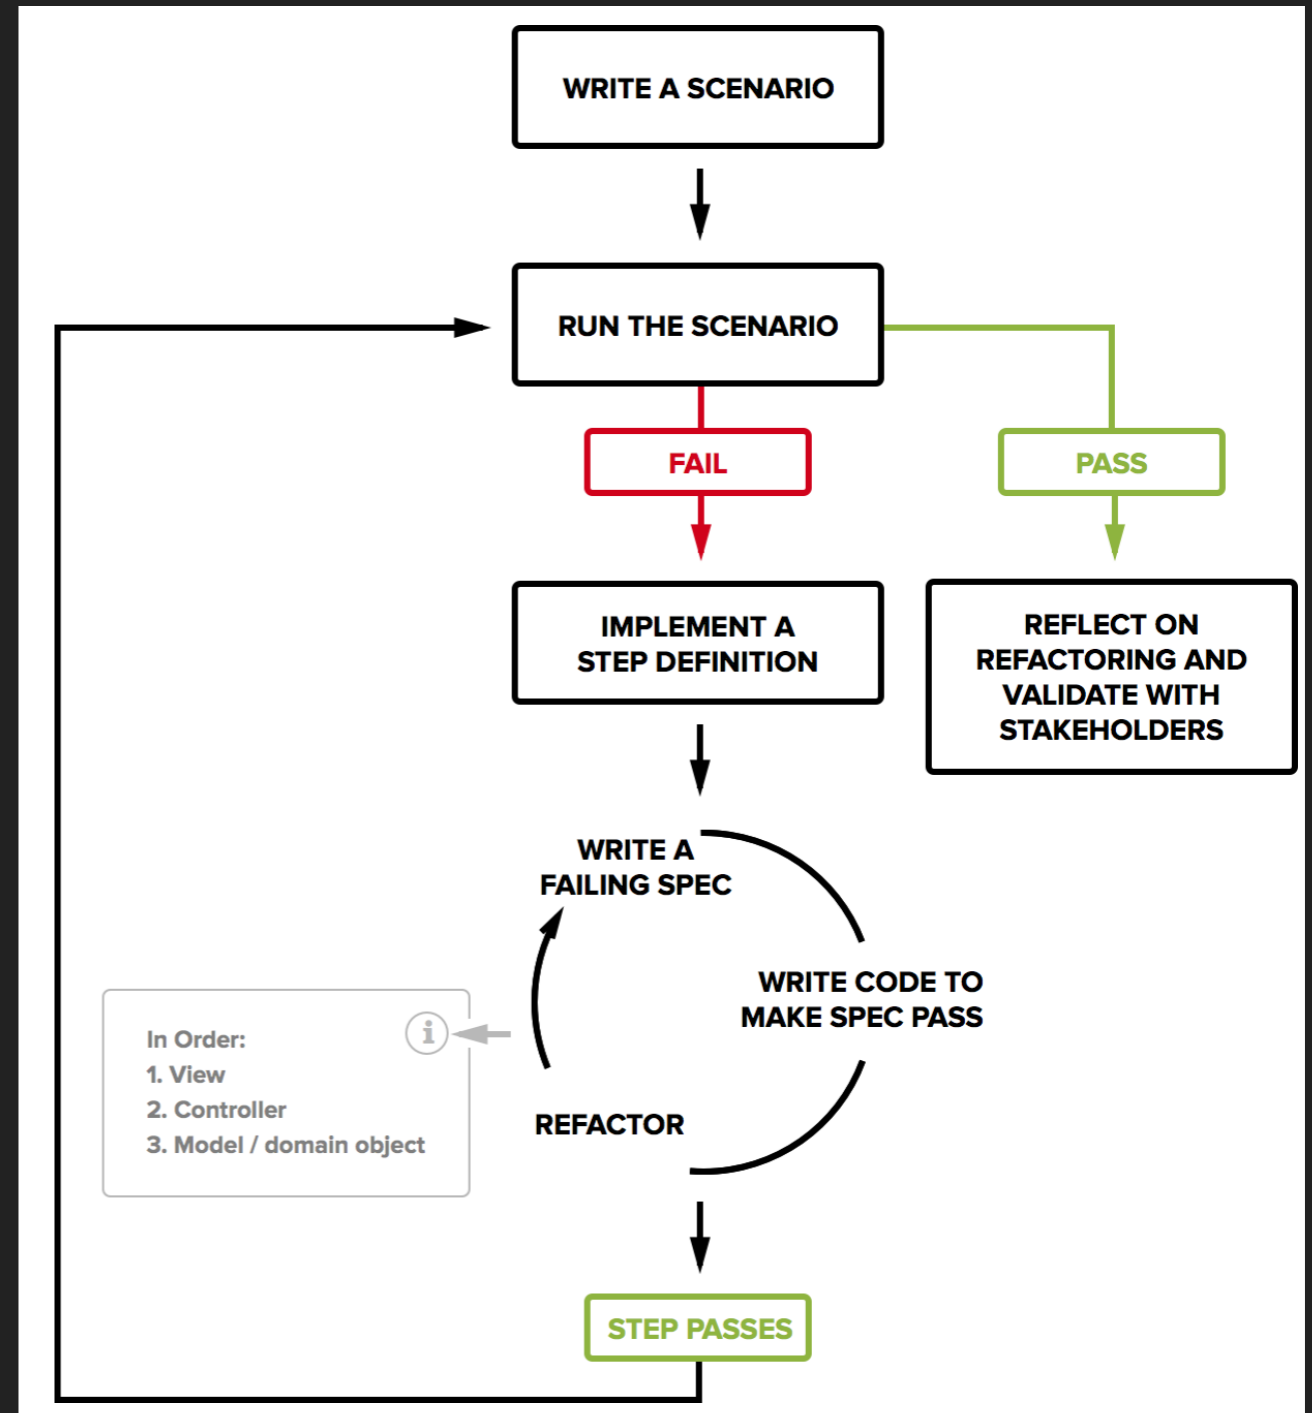 WRITE A SCENARIO
RUN THE SCENARIO
FAIL
PASS
IMPLEMENT A
STEP DEFINITION
REFLECT ON
REFACTORING AND
VALIDATE WITH
STAKEHOLDERS
WRITE A
FAILING SPEC
WRITE CODE TO
MAKE SPEC PASS
REFACTOR
i
In Order:
1. View
2. Controller
3. Model / domain object
STEP PASSES